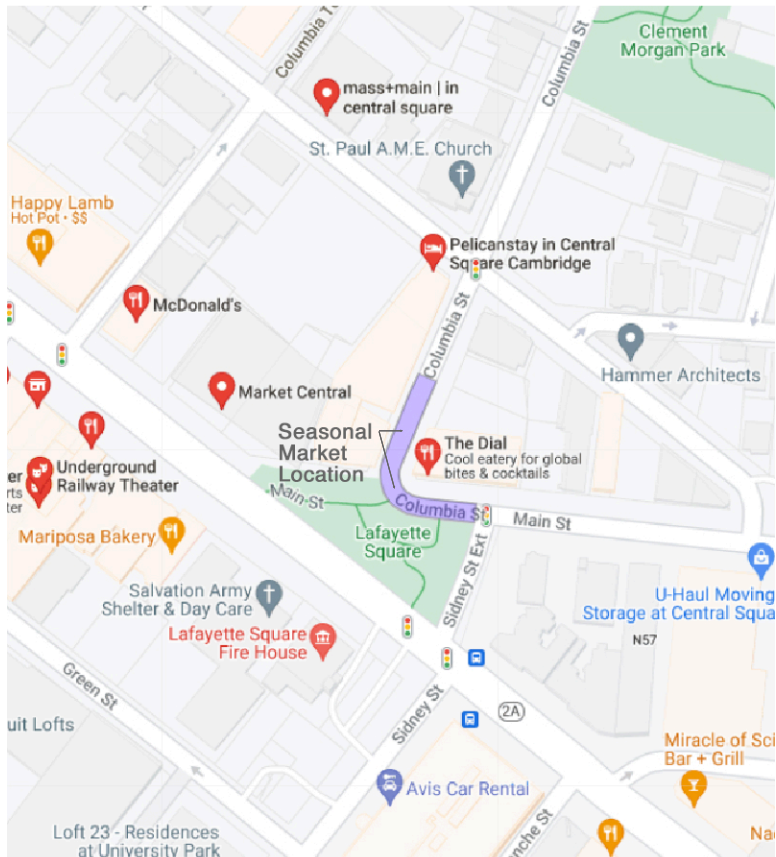 Columbia St
Clement
Morgan Park
mass+main | in
central square
Columbia St
St. Paul A.M.E. Church
Happy Lamb
Hot Pot • $$
Pelicanstay in Central
Square Cambridge
McDonald's
Columbia St
Hammer Architects
Market Central
Seasonal
Market
Location
The Dial
Cool eatery for global
bites & cocktails
Underground
Railway Theater
Main St
Columbia St
Main St
Mariposa Bakery
Lafayette
Square
Sidney St Ext
Salvation Army
Shelter & Day Care
U-Haul Moving
Storage at Central Squa
Lafayette Square
Fire House
N57
Green St
Sidney St
2A
uit Lofts
Miracle of Sci
Bar + Grill
Avis Car Rental
Loft 23 - Residences
at University Park